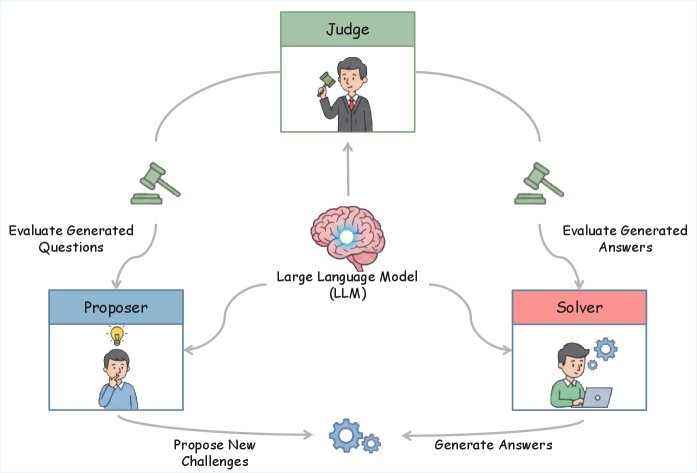 Judge
Evaluate Generated
Questions
Evaluate Generated
Answers
Large Language Model
(LLM)
Proposer
Solver
Propose New
Challenges
Generate Answers